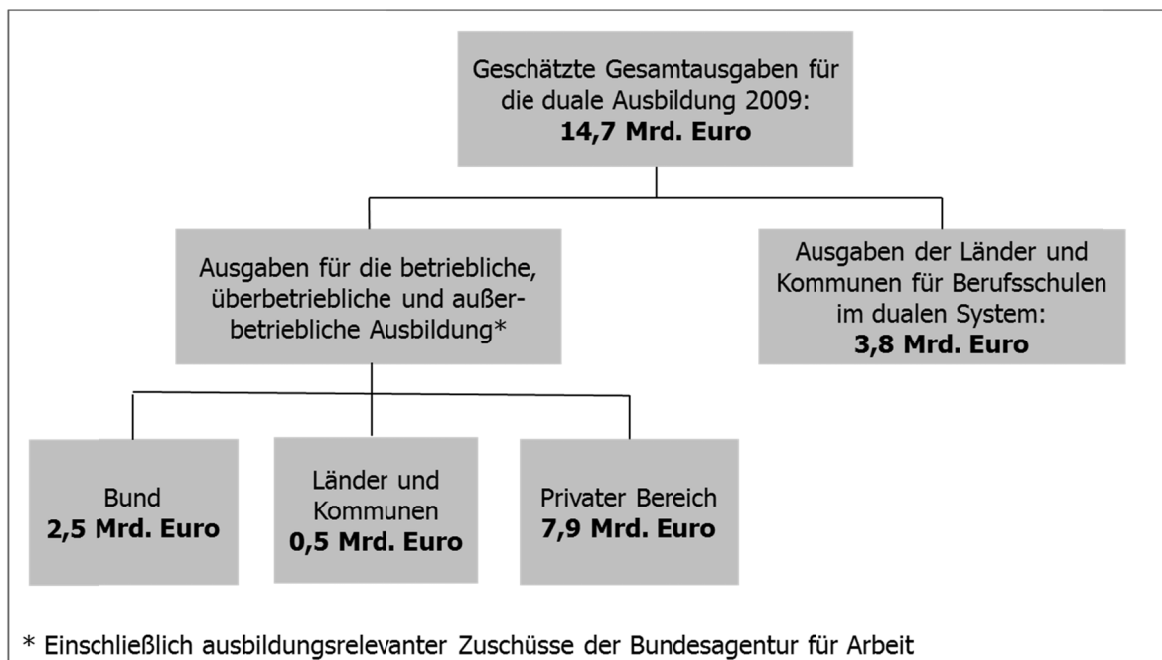 Geschätzte Gesamtausgaben für
die duale Ausbildung 2009:
14,7 Mrd. Euro
Ausgaben für die betriebliche,
überbetriebliche und außer-
betriebliche Ausbildung*
Ausgaben der Länder und
Kommunen für Berufsschulen
im dualen System:
3,8 Mrd. Euro
Bund
2,5 Mrd. Euro
Länder und
Kommunen
0,5 Mrd. Euro
Privater Bereich
7,9 Mrd. Euro
* Einschließlich ausbildungsrelevanter Zuschüsse der Bundesagentur für Arbeit